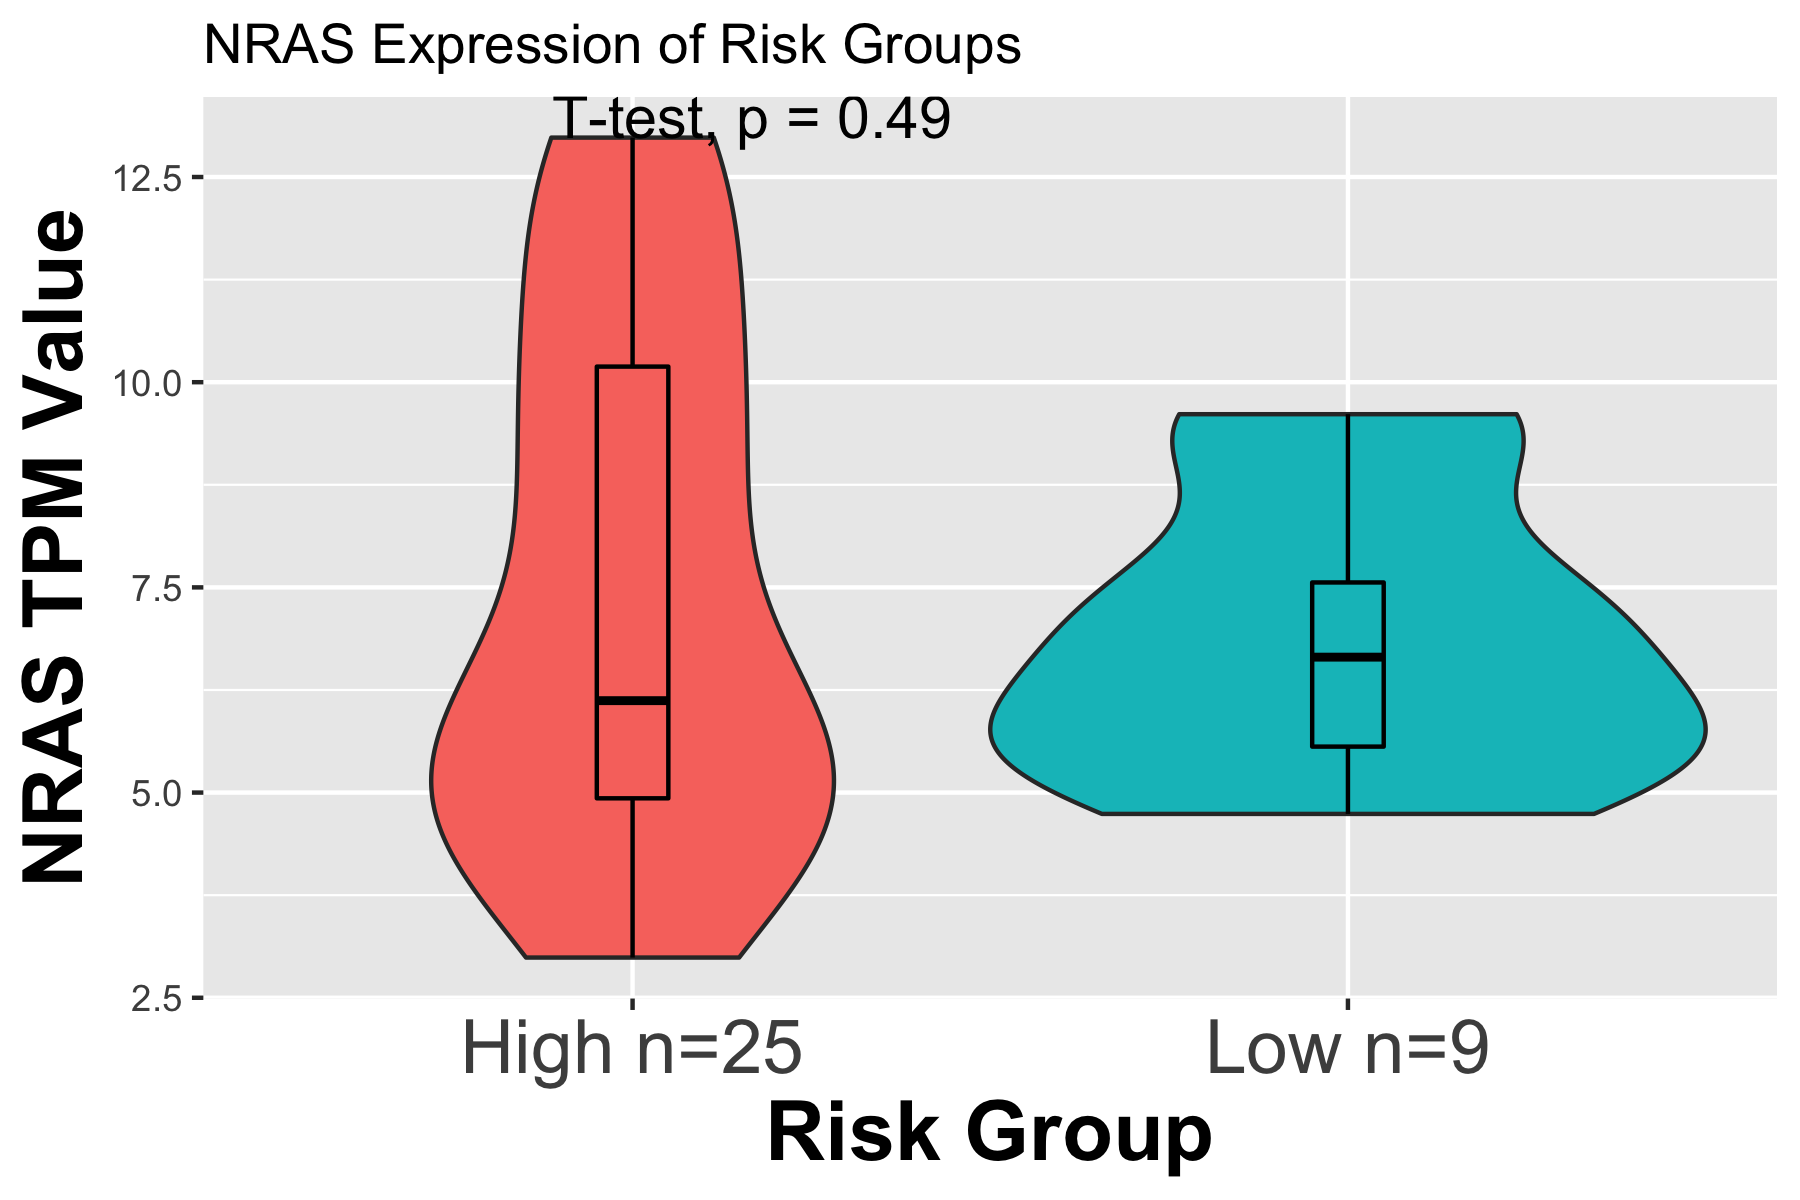 NRAS Expression of Risk Groups
T-test, p = 0.49
NRAS TPM Value
12.5
10.0
7.5
5.0
2.5
High n=25
Low n=9
Risk Group